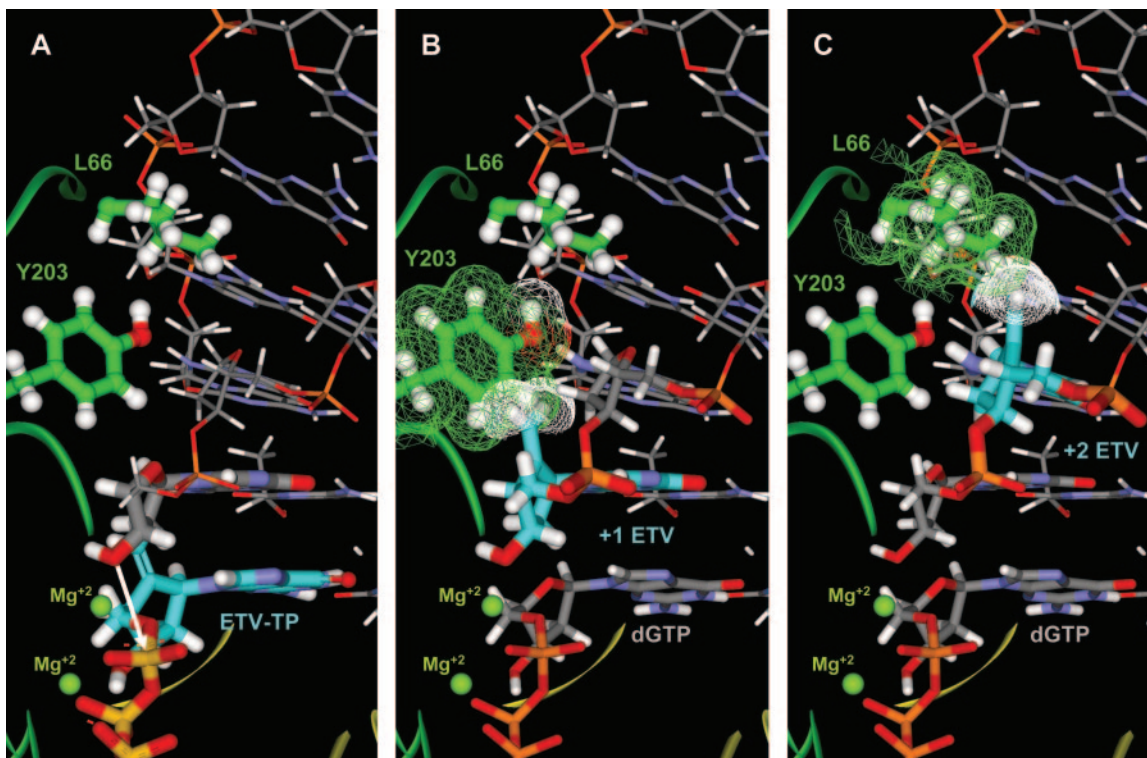 A
L66
Y203
Mg+2
ETV-TP
Mg+2
B
L66
Y203
+1 ETV
Mg+2
dGTP
Mg+2
C
L66
Y203
+2 ETV
Mg+2
dGTP
Mg+2